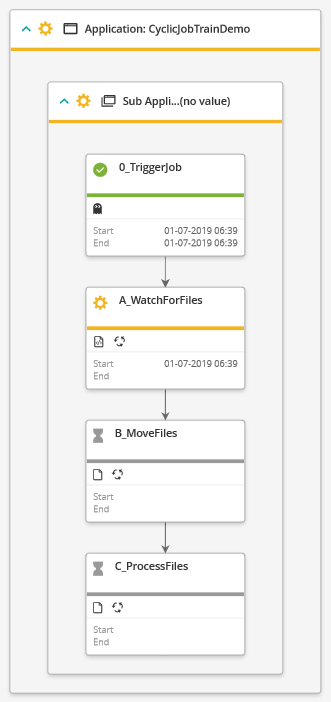 Application: CyclicJobTrainDemo
Sub Appli...(no value)
0_TriggerJob
Start 01-07-2019 06:39
End 01-07-2019 06:39
A_WatchForFiles
Start 01-07-2019 06:39
End
B_MoveFiles
Start
End
C_ProcessFiles
Start
End